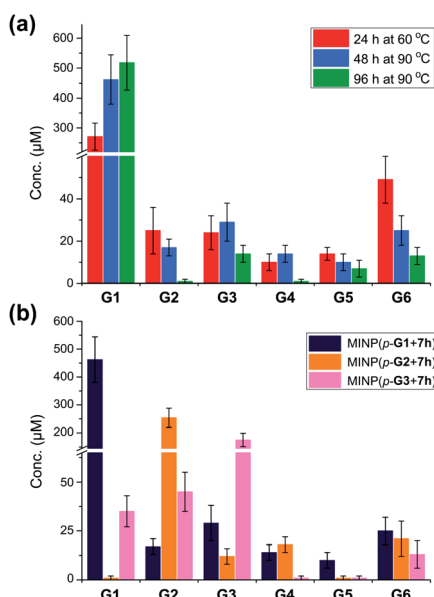 (a)
600
500
400
300
40
20
0
Conc. (μM)
24 h at 60 °C
48 h at 90 °C
96 h at 90 °C
G1 G2 G3 G4 G5 G6
(b)
500
400
300
200
50
25
0
Conc. (μM)
MINP(p-G1+7h)
MINP(p-G2+7h)
MINP(p-G3+7h)
G1 G2 G3 G4 G5 G6